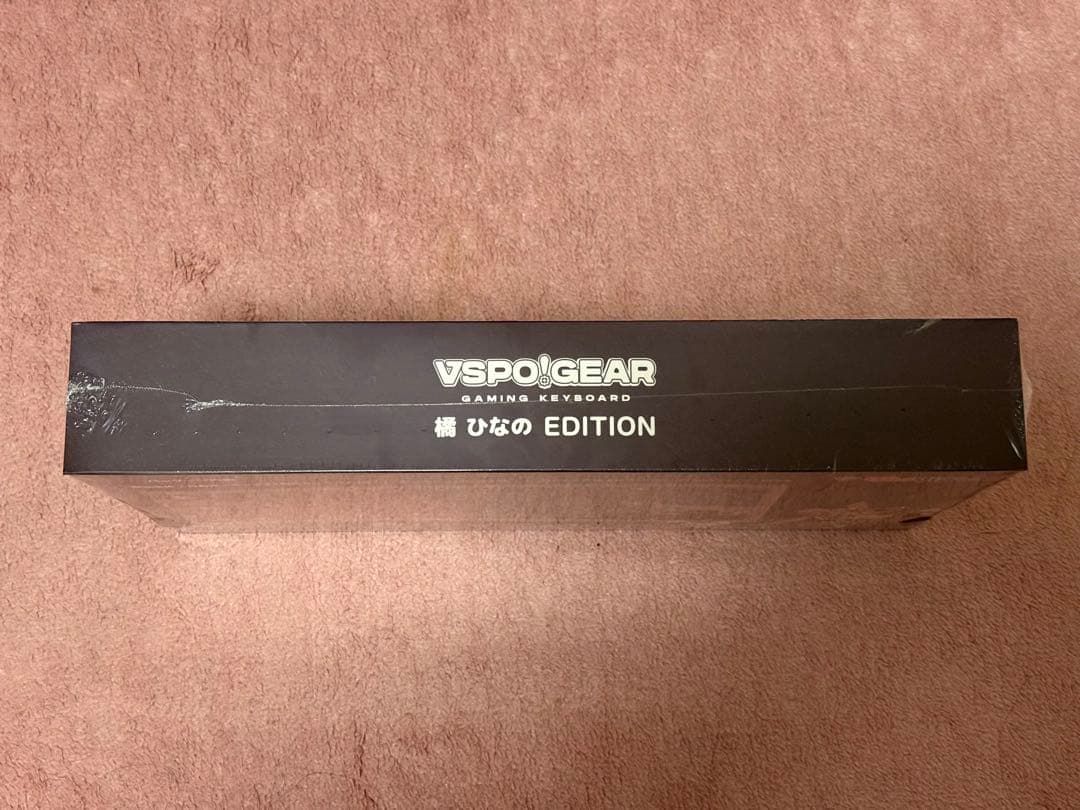 VSPO!GEAR
GAMING KEYBOARD
橘 ひなの EDITION